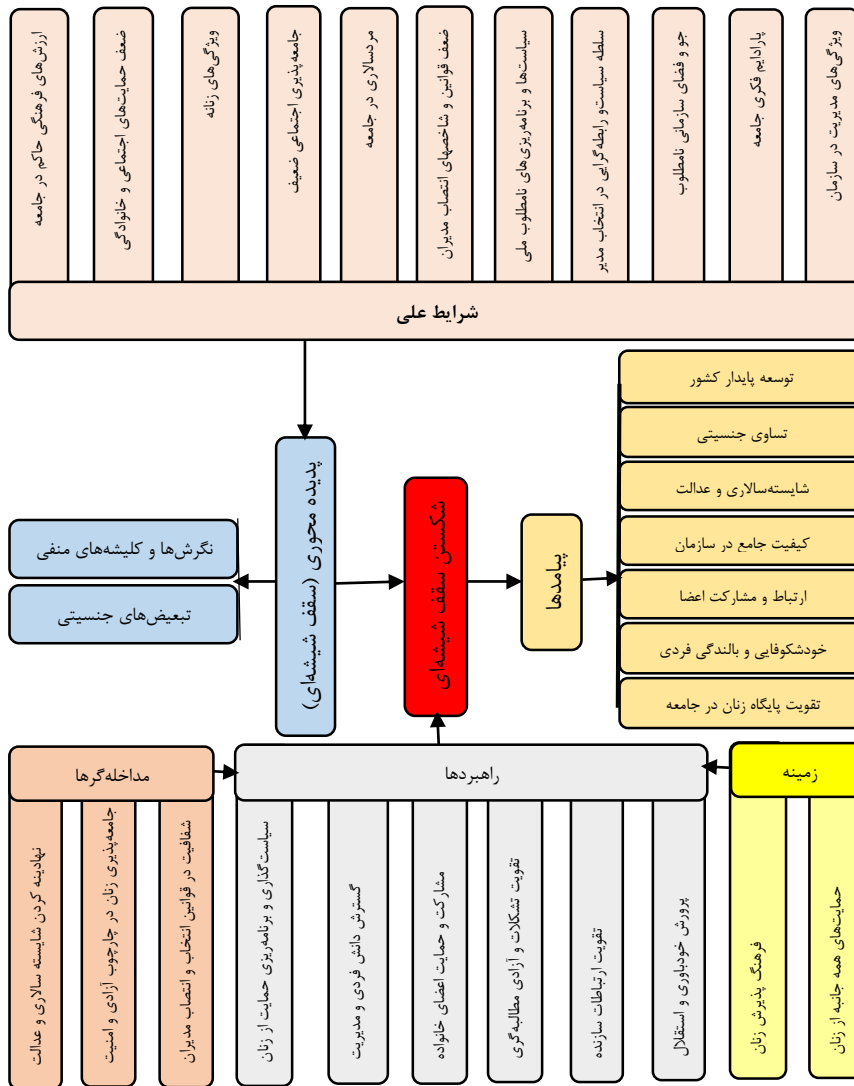 ارزش‌های فرهنگی حاکم در جامعه
ضعف حمایت‌های اجتماعی و خانوادگی
ویژگی‌های زنانه
جامعه‌پذیری اجتماعی ضعیف
مردسالاری در جامعه
ضعف قوانین و شاخصهای انتصاب مدیران
سیاست‌ها و برنامه‌ریزی‌های نامطلوب ملی
سلطه سیاست‌و رابطه‌گرایی در انتخاب مدیر
جو و فضای سازمانی نامطلوب
پارادایم فکری جامعه
ویژگی‌های مدیریت در سازمان
شرایط علی
پدیده محوری (سقف شیشه‌ای)
نگرش‌ها و کلیشه‌های منفی
تبعیض‌های جنسیتی
شکستن سقف شیشه‌ای
پیامدها
توسعه پایدار کشور
تساوی جنسیتی
شایسته‌سالاری و عدالت
کیفیت جامع در سازمان
ارتباط و مشارکت اعضا
خودشکوفایی و بالندگی فردی
تقویت پایگاه زنان در جامعه
مداخله‌گرها
نهادینه کردن شایسته سالاری و عدالت
جامعه‌پذیری زنان در چارچوب آزادی و امنیت
شفافیت در قوانین انتخاب و انتصاب مدیران
راهبردها
سیاست‌گذاری و برنامه‌ریزی حمایت از زنان
گسترش دانش فردی و مدیریت
مشارکت و حمایت اعضای خانواده
تقویت تشکلات و آزادی مطالبه‌گری
تقویت ارتباطات سازنده
پرورش خودباوری و استقلال
زمینه
فرهنگ پذیرش زنان
حمایت‌های همه جانبه از زنان